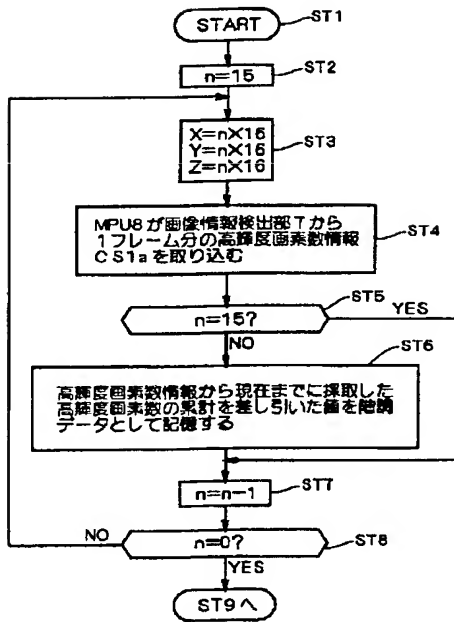 START
ST1
n=15
ST2
X=n×16
Y=n×16
Z=n×16
ST3
MPU8が画像情報検出部Tから
1フレーム分の高輝度画素数情報
CS1aを取り込む
ST4
n=15?
ST5
YES
NO
ST6
高輝度画素数情報から現在までに採取した
高輝度画素数の累計を差し引いた値を階調
データとして記憶する
n=n-1
ST7
NO
n=0?
ST8
YES
ST9へ